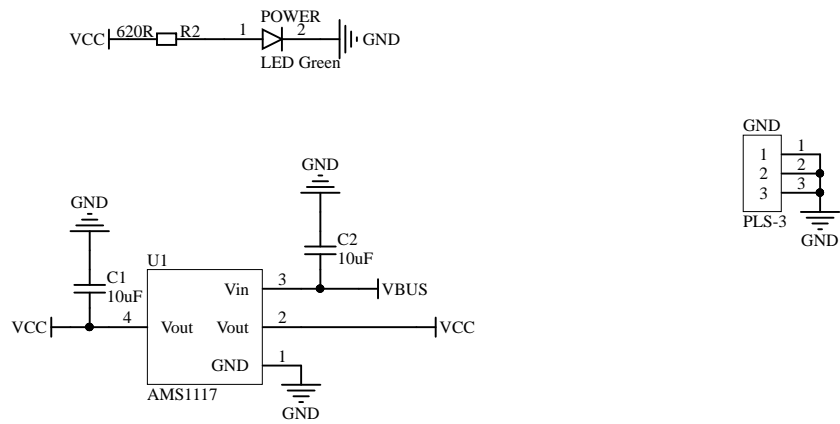 POWER
VCC 620R R2 1 2 GND
LED Green
GND
1 1
2 2
3 3
PLS-3
GND
GND
GND
C2
10uF
C1
10uF
U1
Vin 3 VBUS
VCC 4 Vout Vout 2 VCC
GND 1
AMS1117
GND